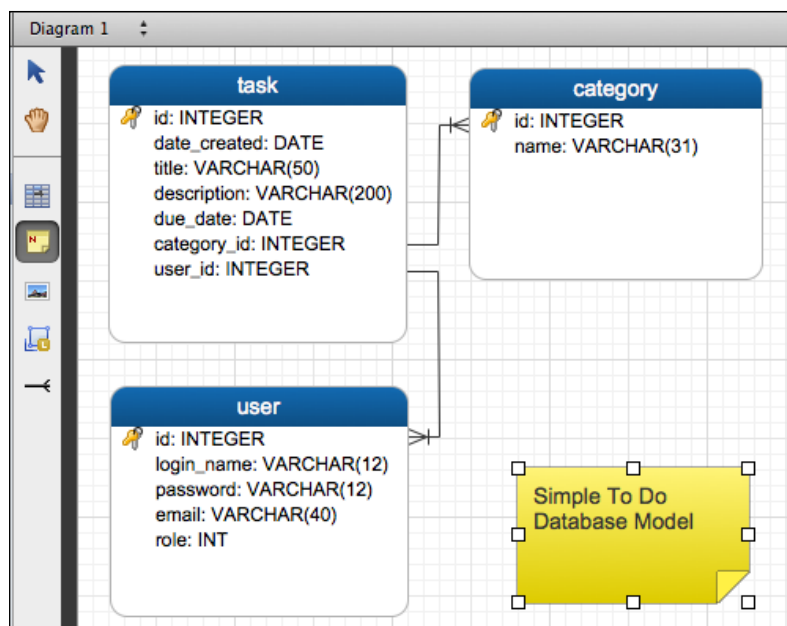 Diagram 1
task
id: INTEGER
date_created: DATE
title: VARCHAR(50)
description: VARCHAR(200)
due_date: DATE
category_id: INTEGER
user_id: INTEGER
category
id: INTEGER
name: VARCHAR(31)
user
id: INTEGER
login_name: VARCHAR(12)
password: VARCHAR(12)
email: VARCHAR(40)
role: INT
Simple To Do
Database Model
N
L